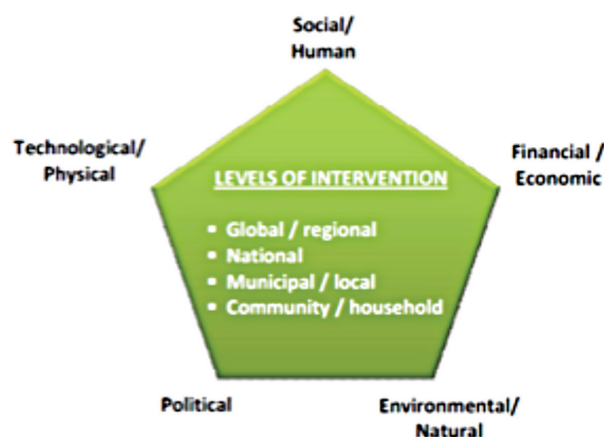 Social/
Human
Technological/
Physical
Financial /
Economic
LEVELS OF INTERVENTION
• Global / regional
• National
• Municipal / local
• Community / household
Political
Environmental/
Natural